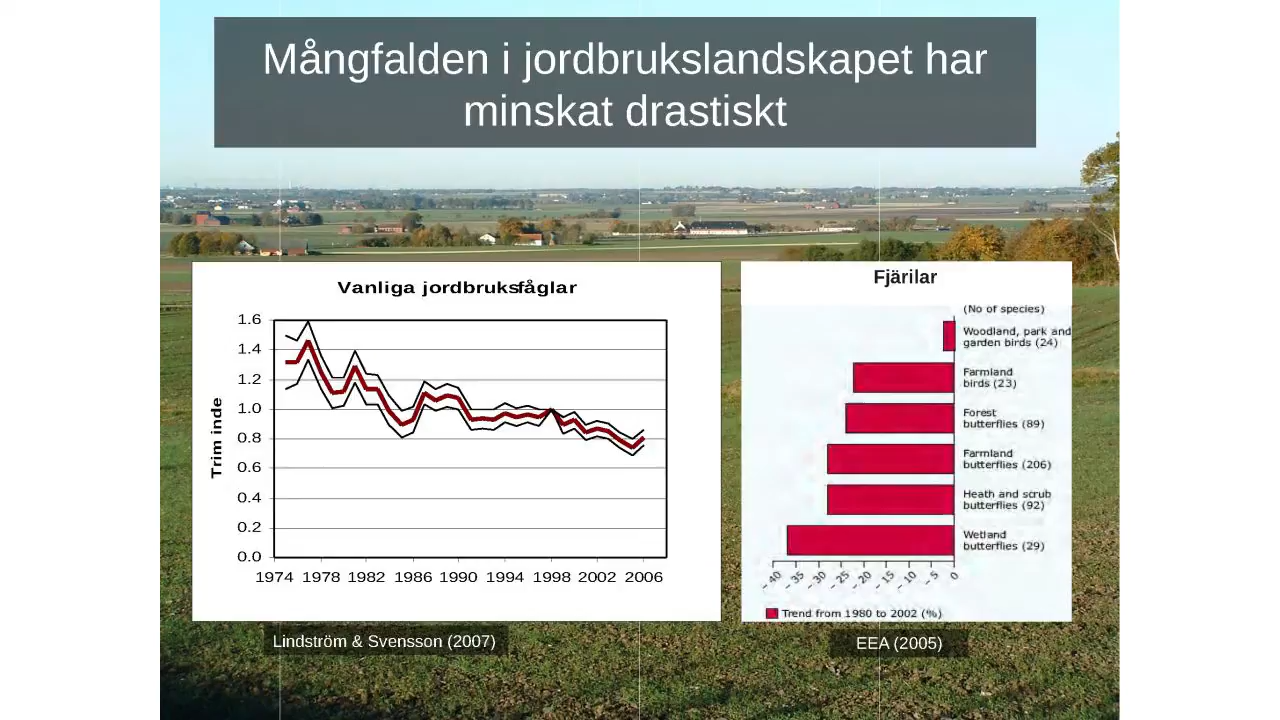 Mångfalden i jordbrukslandskapet har
minskat drastiskt
Vanliga jordbruksfåglar
Trim inde
1.6
1.4
1.2
1.0
0.8
0.6
0.4
0.2
0.0
1974 1978 1982 1986 1990 1994 1998 2002 2006
Lindström & Svensson (2007)
Fjärilar
(No of species)
Woodland, park and
garden birds (24)
Farmland
birds (23)
Forest
butterflies (89)
Farmland
butterflies (206)
Heath and scrub
butterflies (92)
Wetland
butterflies (29)
– 40 – 35 – 30 – 25 – 20 – 15 – 10 – 5 0
Trend from 1980 to 2002 (%)
EEA (2005)